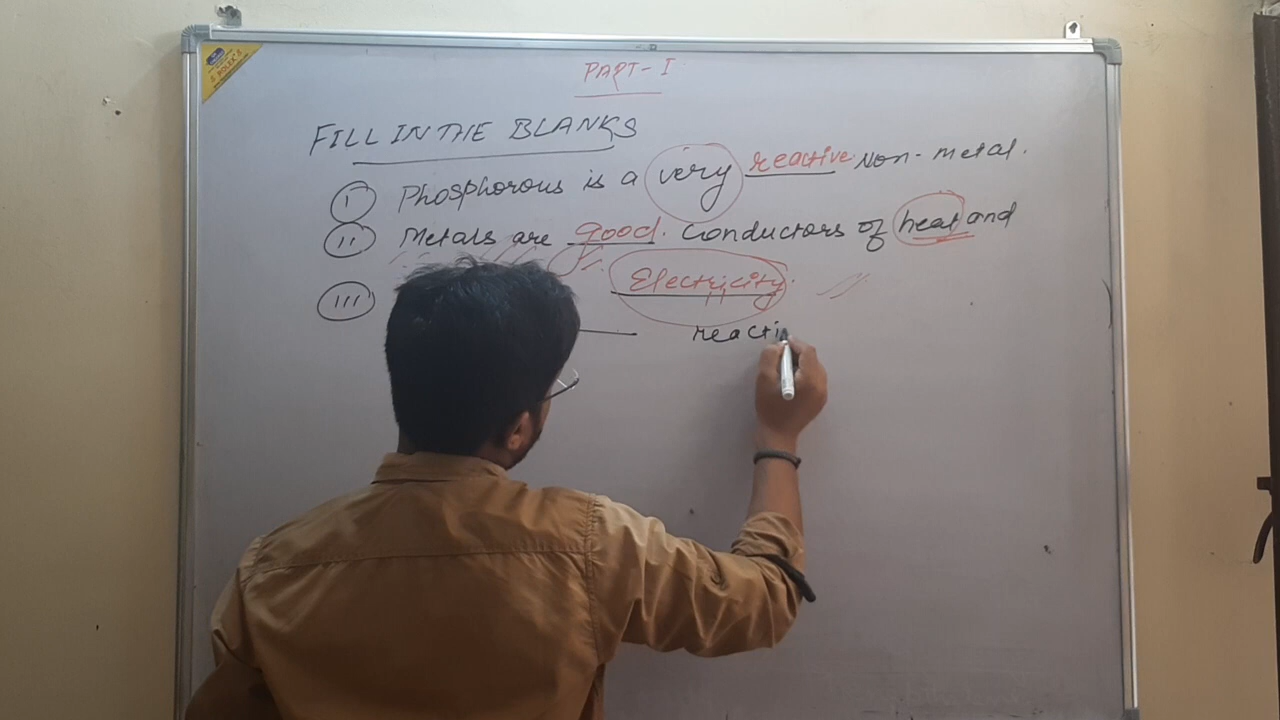 PART-I
FILL IN THE BLANKS
I Phosphorous is a very reactive Non-metal.
II Metals are good. Conductors of heat and
Electricity.
III reacti